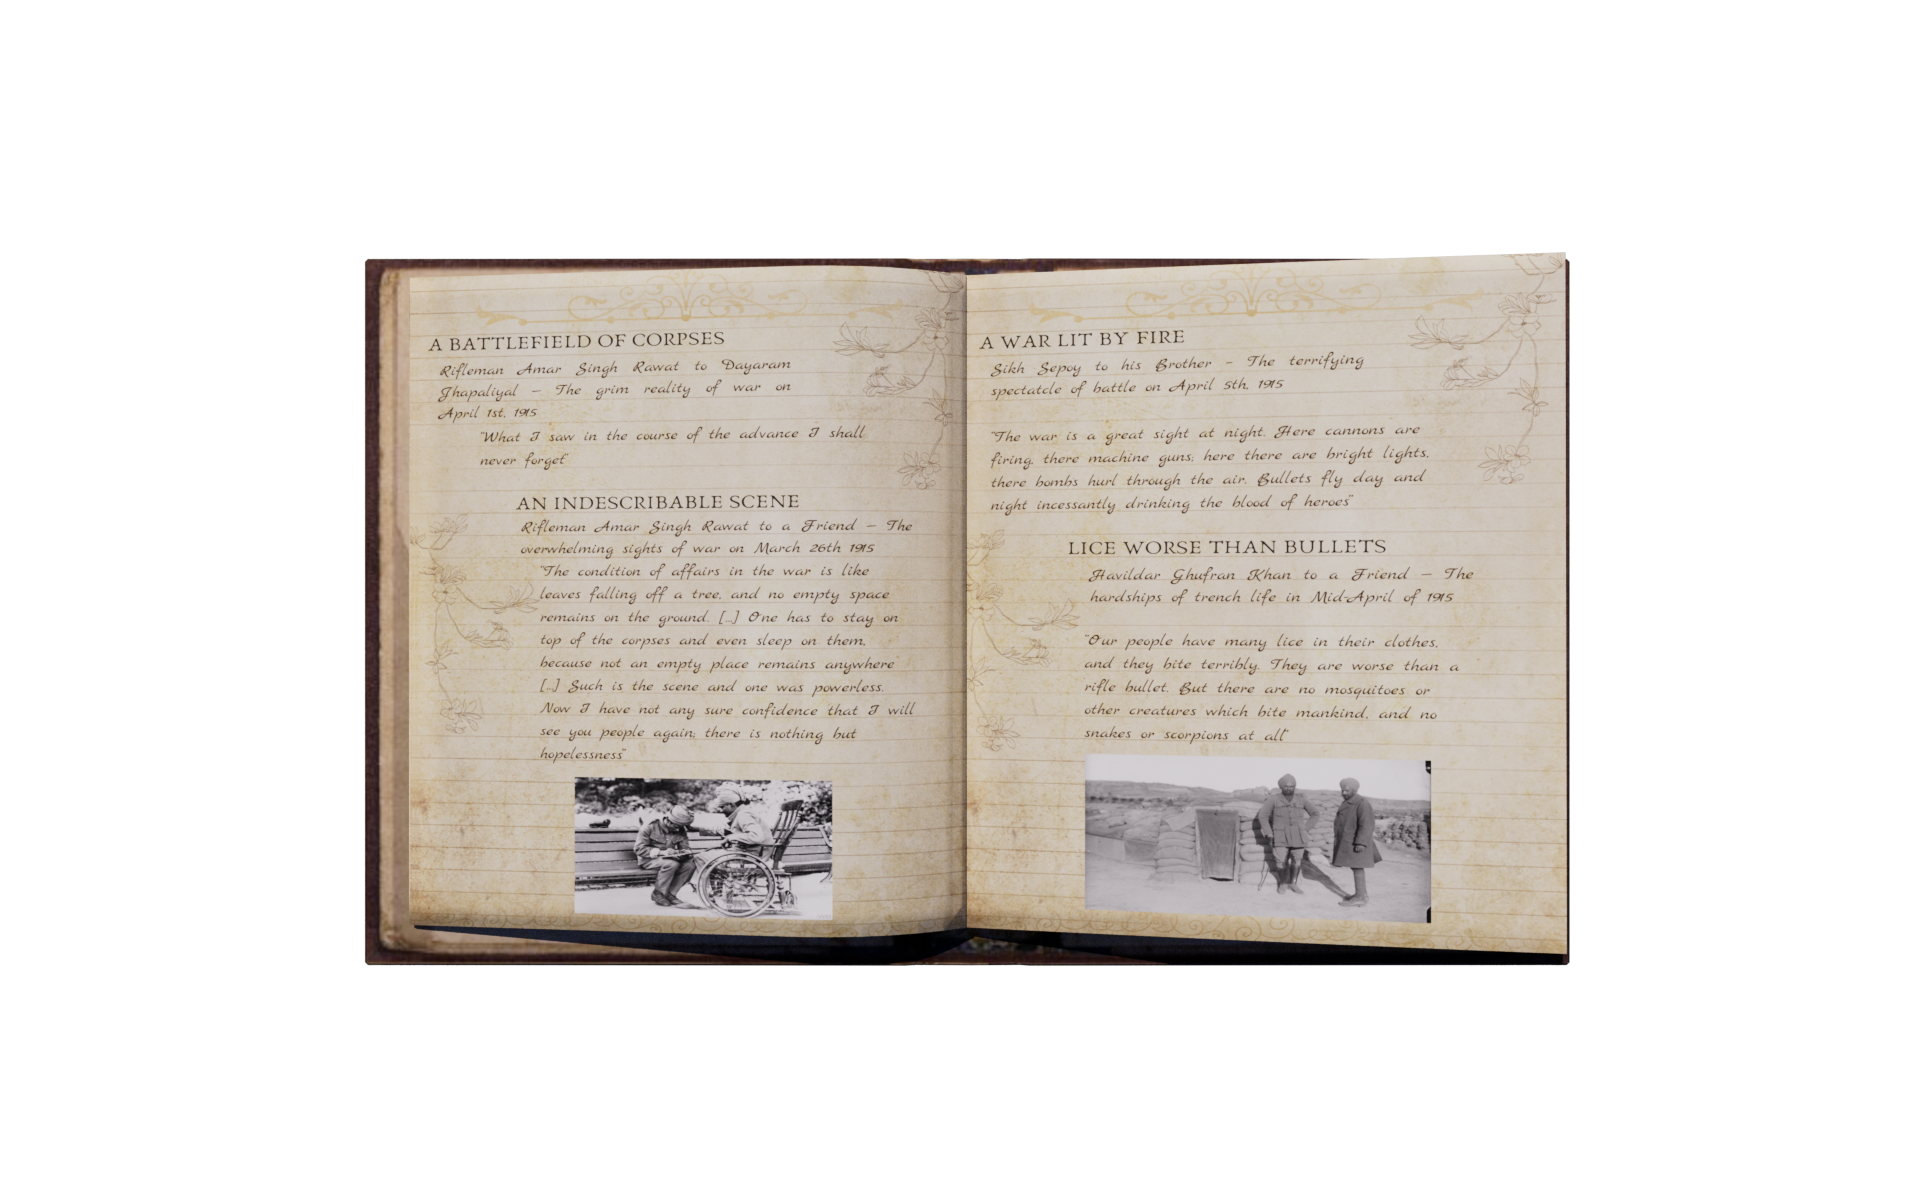 A BATTLEFIELD OF CORPSES
Rifleman Amar Singh Rawat to Dayaram
Jhapaliyal – The grim reality of war on
April 1st, 1915
"What I saw in the course of the advance I shall
never forget"
AN INDESCRIBABLE SCENE
Rifleman Amar Singh Rawat to a Friend – The
overwhelming sights of war on March 26th 1915
"The condition of affairs in the war is like
leaves falling off a tree, and no empty space
remains on the ground. [...] One has to stay on
top of the corpses and even sleep on them,
because not an empty place remains anywhere
[...] Such is the scene and one was powerless.
Now I have not any sure confidence that I will
see you people again; there is nothing but
hopelessness"
A WAR LIT BY FIRE
Sikh Sepoy to his Brother – The terrifying
spectatcle of battle on April 5th, 1915
"The war is a great sight at night. Here cannons are
firing, there machine guns; here there are bright lights,
there bombs hurl through the air. Bullets fly day and
night incessantly drinking the blood of heroes"
LICE WORSE THAN BULLETS
Havildar Ghufran Khan to a Friend – The
hardships of trench life in Mid-April of 1915
"Our people have many lice in their clothes,
and they bite terribly. They are worse than a
rifle bullet. But there are no mosquitoes or
other creatures which bite mankind, and no
snakes or scorpions at all"